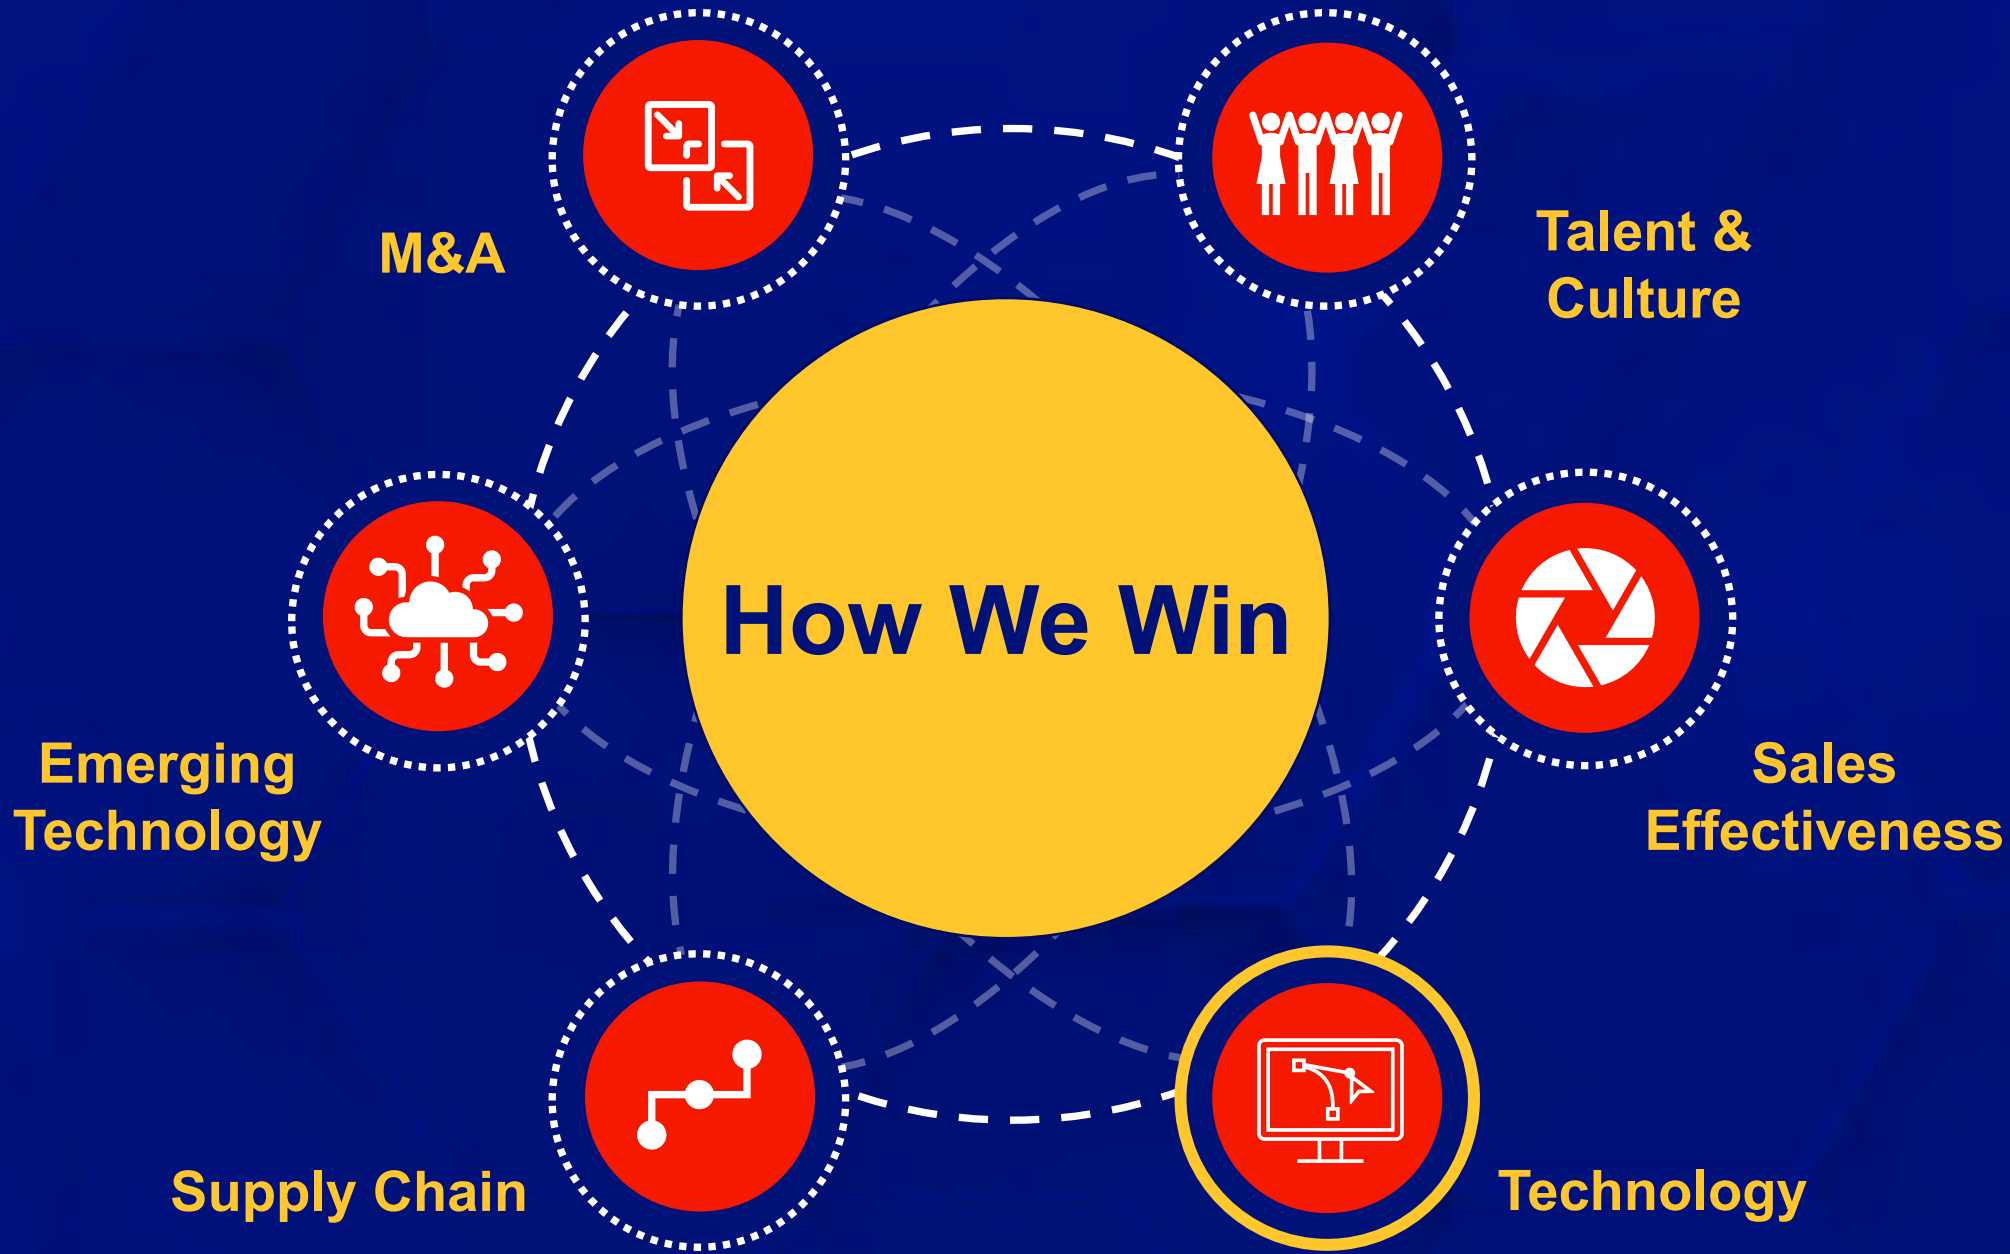 M&A
Talent &
Culture
How We Win
Emerging
Technology
Sales
Effectiveness
Supply Chain
Technology